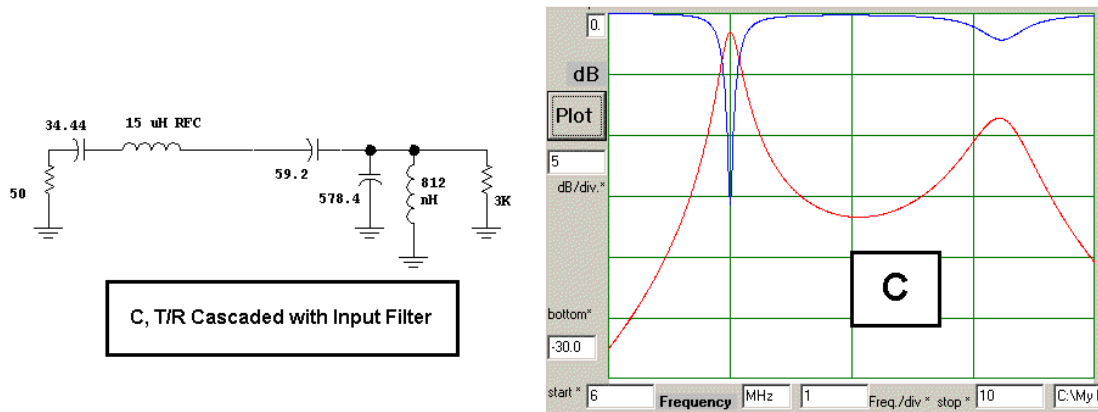 34.44
15 uH RFC
50
59.2
578.4
812
nH
3K
C, T/R Cascaded with Input Filter
0.
dB
Plot
5
dB/div.*
C
bottom*
-30.0
start * 6 Frequency MHz 1 Freq./div * stop * 10 C:\My